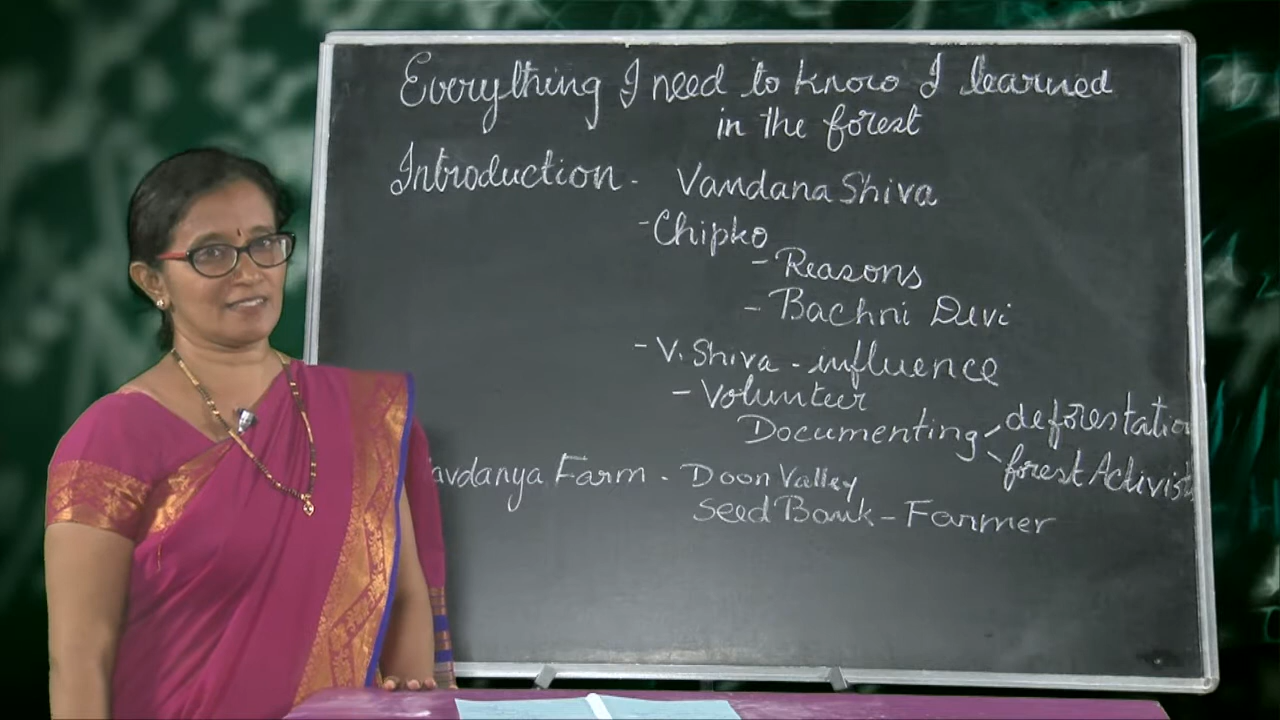 Everything I need to know I learned
in the forest
Introduction - Vandana Shiva
- Chipko
- Reasons
- Bachni Devi
- V. Shiva - influence
- Volunteer
Documenting deforestatio
forest Activist
avdanya Farm - Doon Valley
Seed Bank - Farmer